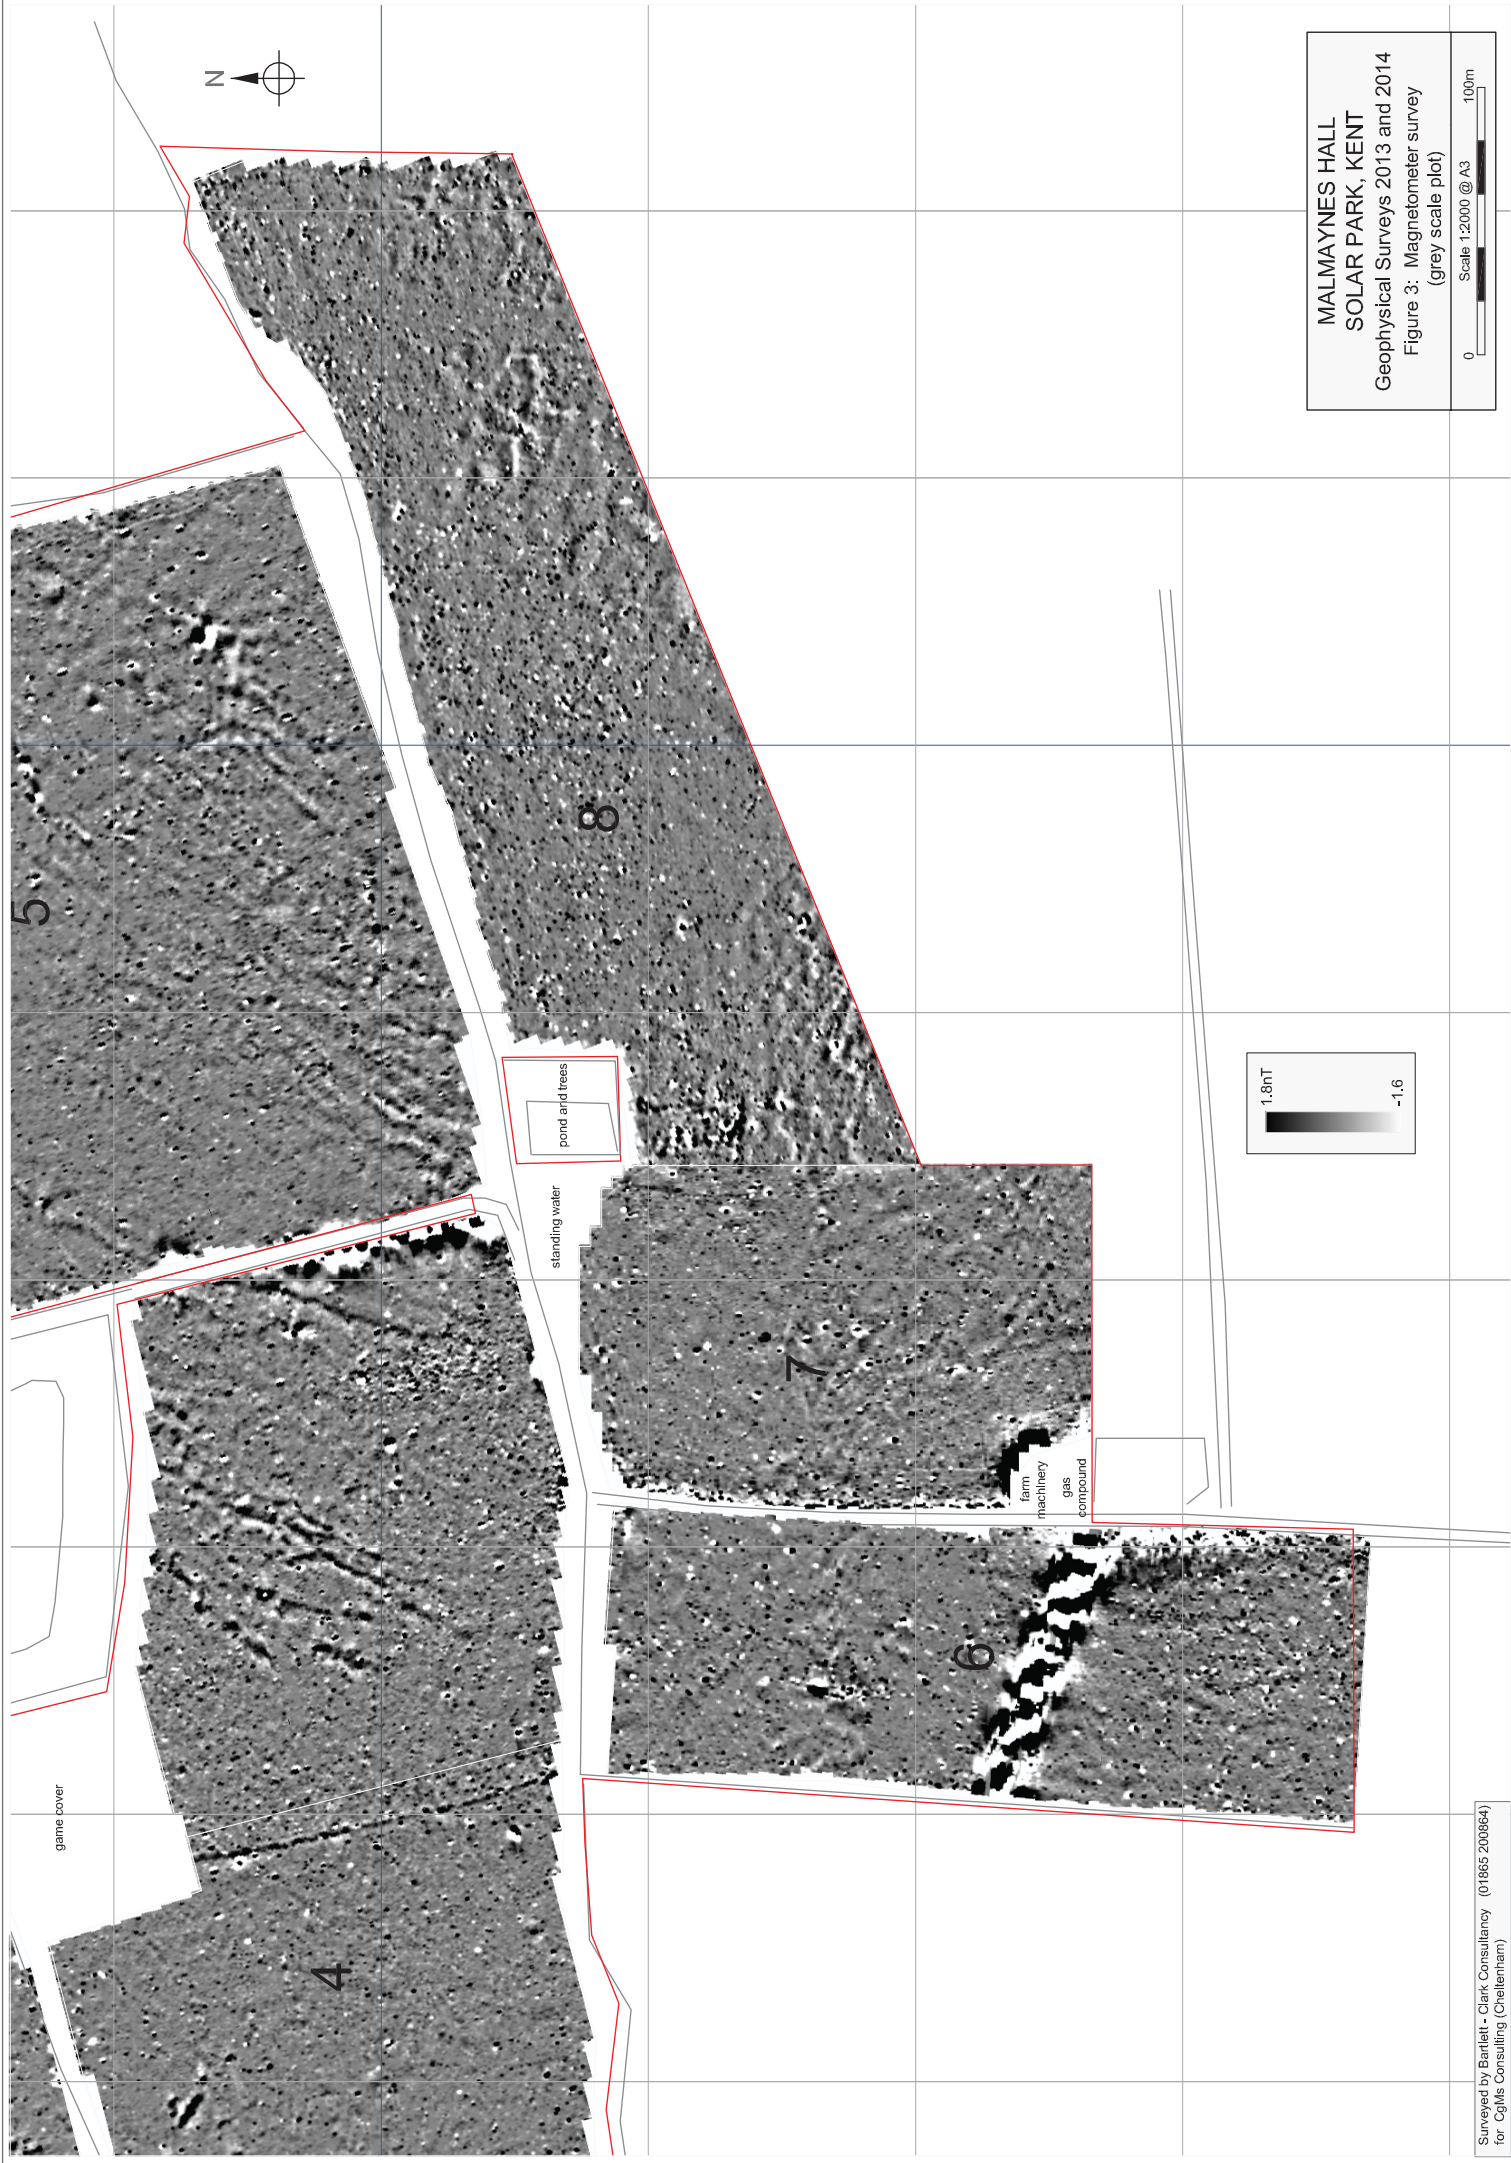 MALMAYNES HALL
SOLAR PARK, KENT
Geophysical Surveys 2013 and 2014
Figure 3: Magnetometer survey
(grey scale plot)
Scale 1:2000 @ A3
0
100m
N
5
8
pond and trees
standing water
7
farm
machinery
gas
compound
6
4
game cover
1.8nT
-1.6
Surveyed by Bartlett - Clark Consultancy (01865 200864)
for CgMs Consulting (Cheltenham)